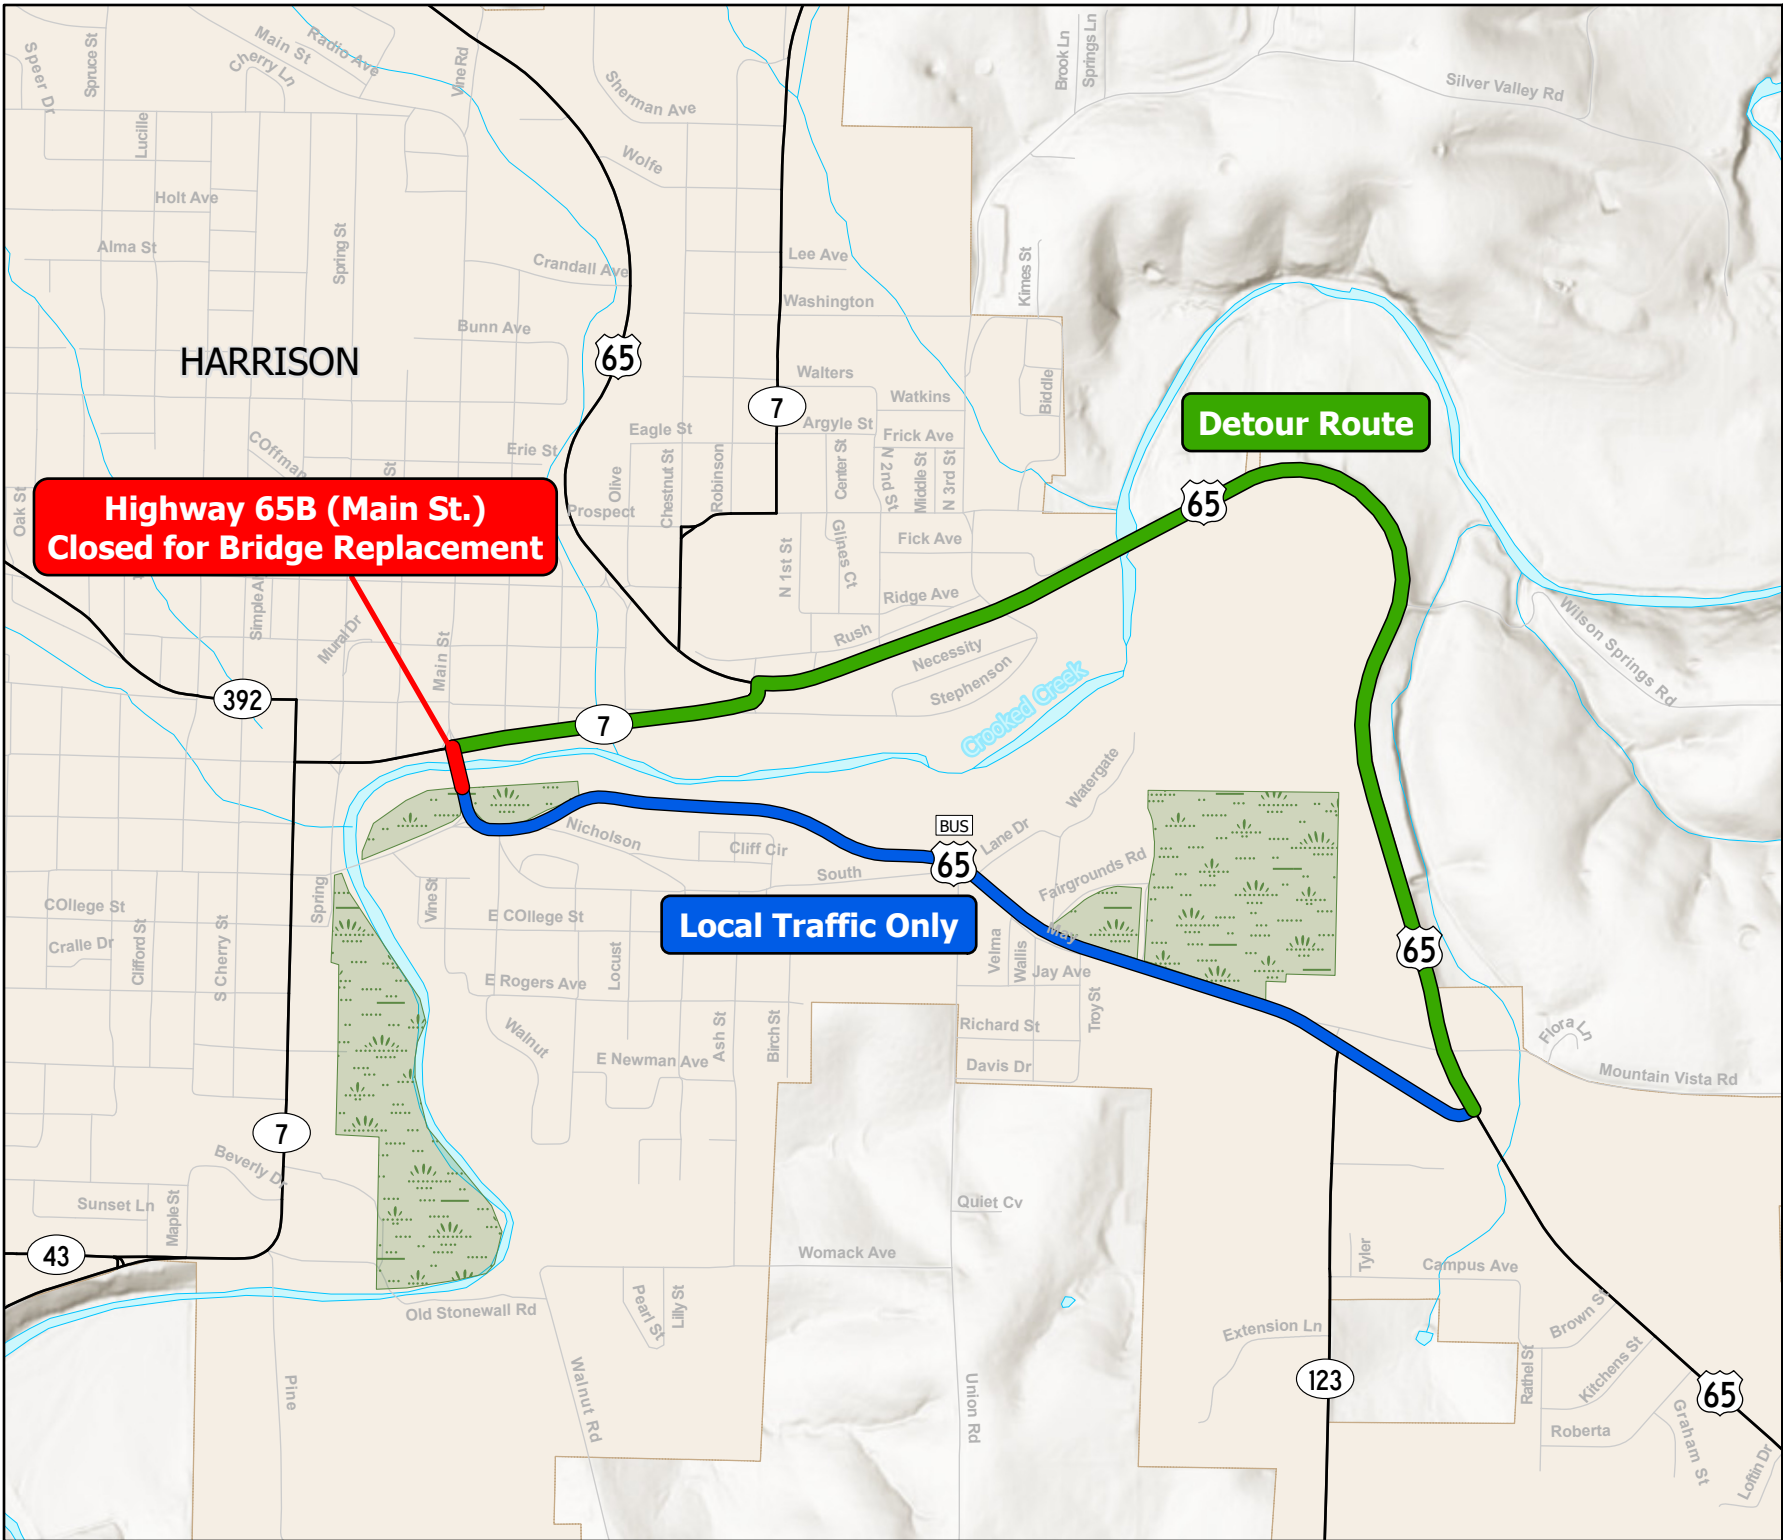 Speer Dr
Spruce St
Main St
Radio Ave
Cherry Ln
Vine Rd
Sherman Ave
Brook Ln
Springs Ln
Silver Valley Rd
Lucille
Wolfe
Holt Ave
Alma St
Spring St
Crandall Ave
Lee Ave
Kimes St
Washington
Bunn Ave
HARRISON
65
Walters
7
Watkins
Biddle
Argyle St
Detour Route
Eagle St
Frick Ave
COffman
Erie St
St
Olive
Chestnut St
Robinson
Center St
N 2nd St
Middle St
N 3rd St
Oak St
Highway 65B (Main St.)
Closed for Bridge Replacement
Prospect
65
Glines Ct
Fick Ave
N 1st St
Ridge Ave
Mural Dr
Rush
Wilson Springs Rd
Main St
Necessity
Stephenson
392
Crooked Creek
7
Watergate
BUS
65
Lane Dr
Nicholson
Cliff Cir
South
Fairgrounds Rd
Spring
Vine St
COllege St
E COllege St
Local Traffic Only
May
Cralle Dr
Clifford St
S Cherry St
Locust
Velma
Wallis
65
Jay Ave
E Rogers Ave
Troy St
Walnut
Ash St
Birch St
Richard St
Flora Ln
E Newman Ave
Davis Dr
Mountain Vista Rd
7
Beverly Dr
Sunset Ln
Maple St
Quiet Cv
43
Womack Ave
Tyler
Campus Ave
Old Stonewall Rd
Pearl St
Lilly St
Extension Ln
Brown St
Pine
Walnut Rd
Union Rd
123
Rathel St
Kitchens St
65
Roberta
Graham St
Loftin Dr